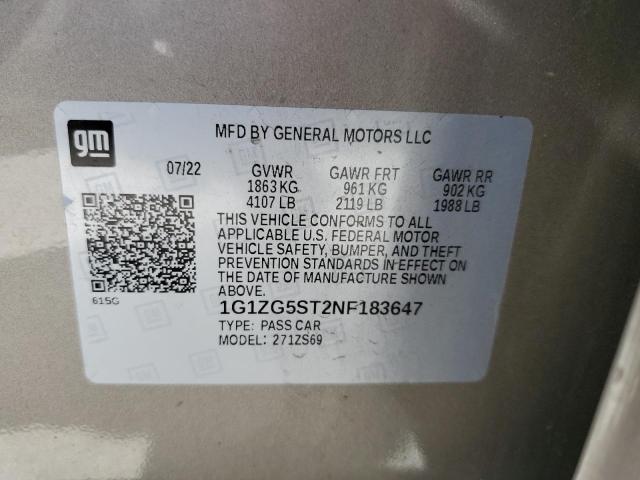 gm
MFD BY GENERAL MOTORS LLC
07/22 GVWR GAWR FRT GAWR RR
1863 KG 961 KG 902 KG
4107 LB 2119 LB 1988 LB
THIS VEHICLE CONFORMS TO ALL
APPLICABLE U.S. FEDERAL MOTOR
VEHICLE SAFETY, BUMPER, AND THEFT
PREVENTION STANDARDS IN EFFECT ON
THE DATE OF MANUFACTURE SHOWN
ABOVE.
615G
1G1ZG5ST2NF183647
TYPE: PASS CAR
MODEL: 271ZS69